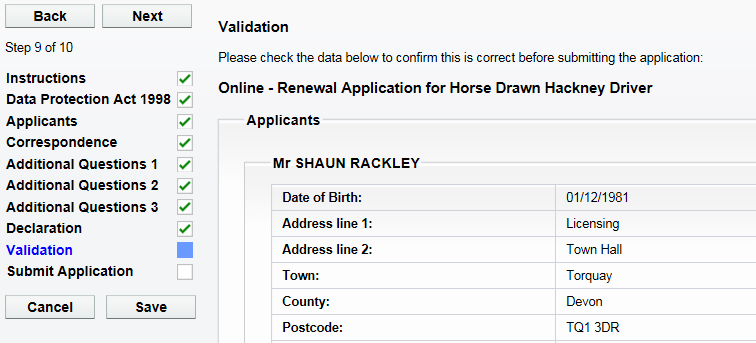 Back Next
Step 9 of 10
Instructions
Data Protection Act 1998
Applicants
Correspondence
Additional Questions 1
Additional Questions 2
Additional Questions 3
Declaration
Validation
Submit Application
Cancel Save
Validation
Please check the data below to confirm this is correct before submitting the application:
Online - Renewal Application for Horse Drawn Hackney Driver
Applicants
Mr SHAUN RACKLEY
Date of Birth: 01/12/1981
Address line 1: Licensing
Address line 2: Town Hall
Town: Torquay
County: Devon
Postcode: TQ1 3DR